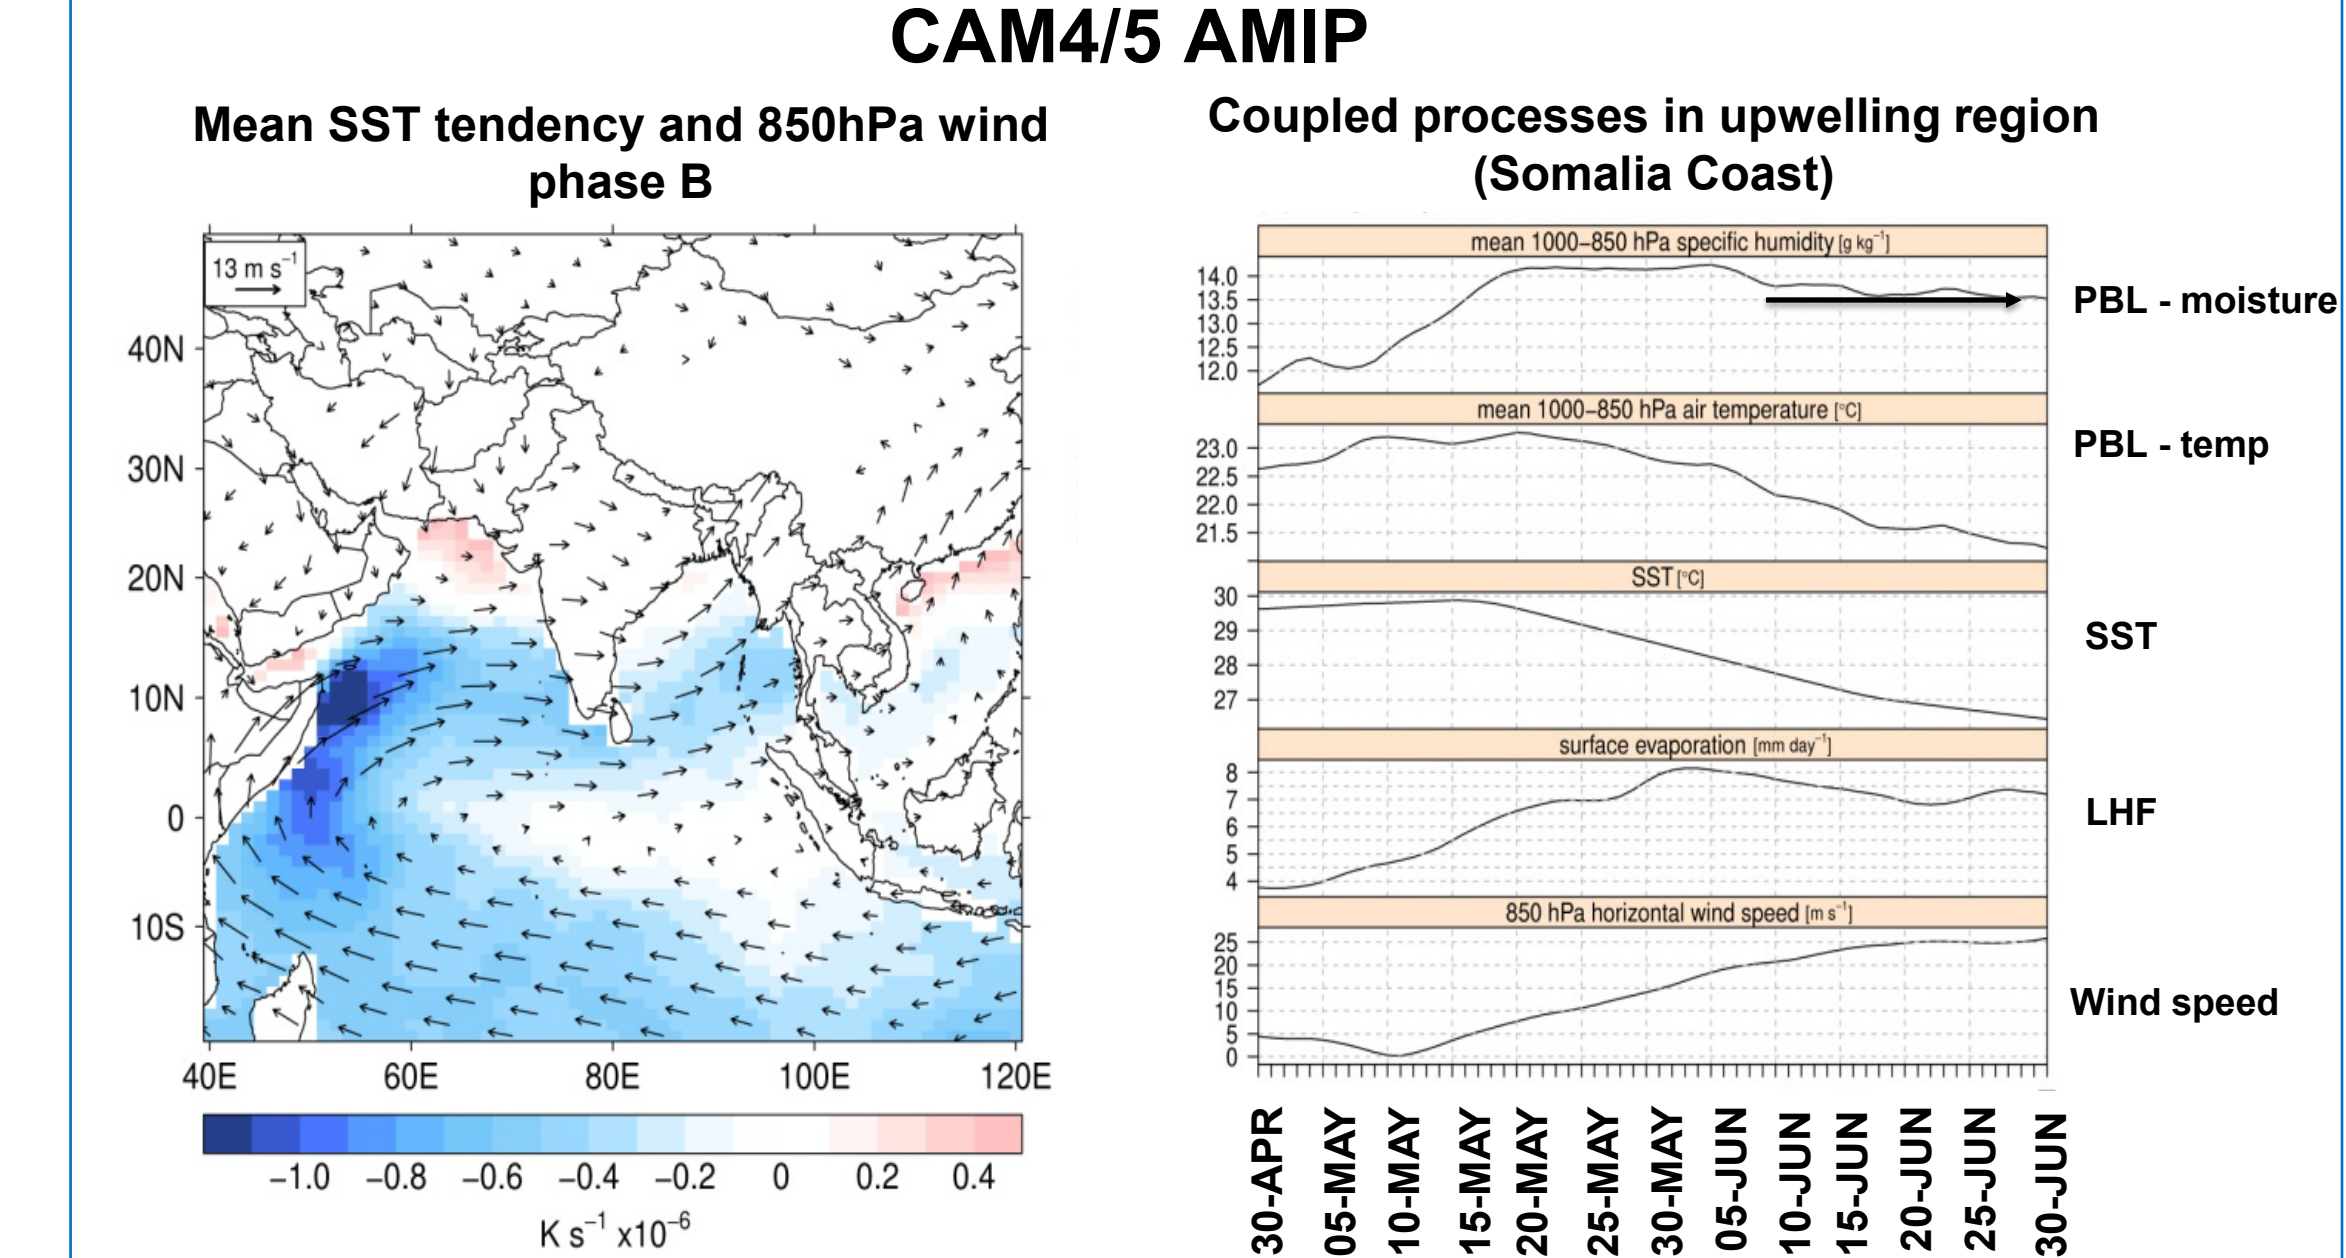 CAM4/5 AMIP
Mean SST tendency and 850hPa wind
phase B
13 m s⁻¹
40N
30N
20N
10N
0
10S
40E 60E 80E 100E 120E
−1.0 −0.8 −0.6 −0.4 −0.2 0 0.2 0.4
K s⁻¹ x10⁻⁶
Coupled processes in upwelling region
(Somalia Coast)
mean 1000−850 hPa specific humidity [g kg⁻¹]
14.0
13.5
13.0
12.5
12.0
PBL - moisture
mean 1000−850 hPa air temperature [°C]
23.0
22.5
22.0
21.5
PBL - temp
SST [°C]
30
29
28
27
SST
surface evaporation [mm day⁻¹]
8
7
6
5
4
LHF
850 hPa horizontal wind speed [m s⁻¹]
25
20
15
10
5
0
Wind speed
30-APR 05-MAY 10-MAY 15-MAY 20-MAY 25-MAY 30-MAY 05-JUN 10-JUN 15-JUN 20-JUN 25-JUN 30-JUN